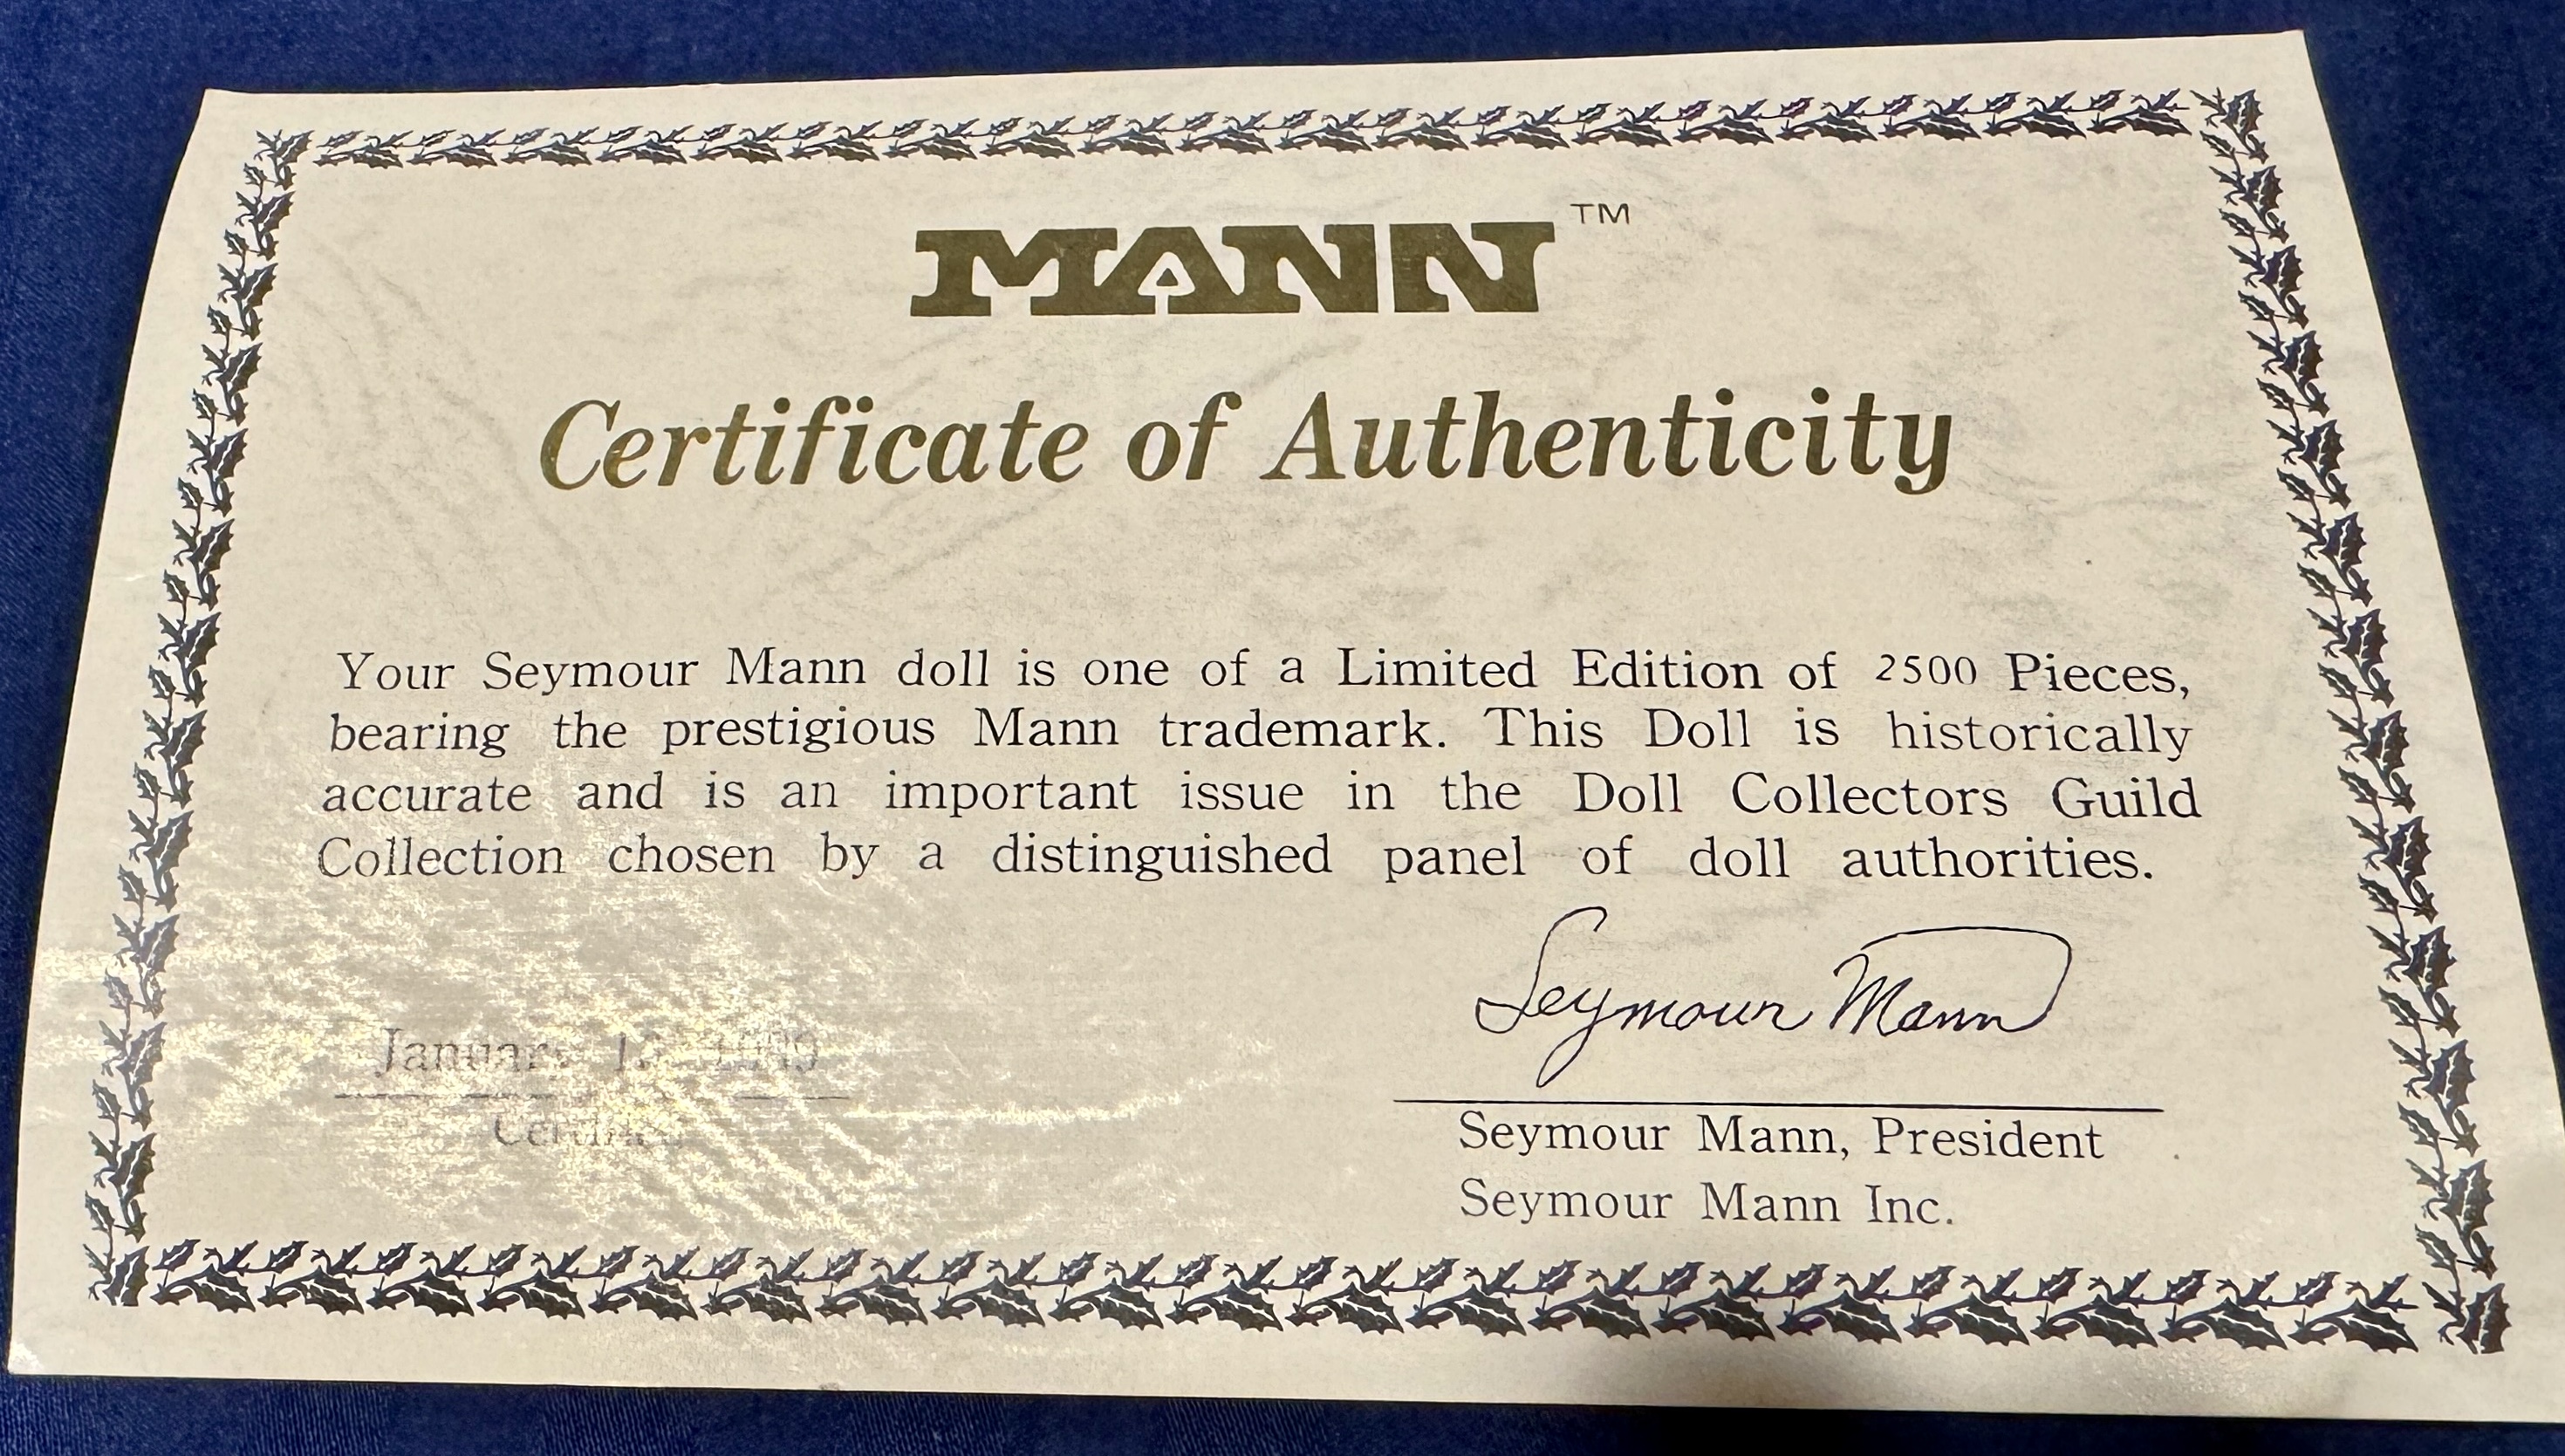 MANN™
Certificate of Authenticity
Your Seymour Mann doll is one of a Limited Edition of 2500 Pieces,
bearing the prestigious Mann trademark. This Doll is historically
accurate and is an important issue in the Doll Collectors Guild
Collection chosen by a distinguished panel of doll authorities.
Seymour Mann
January
Seymour Mann, President
Seymour Mann Inc.